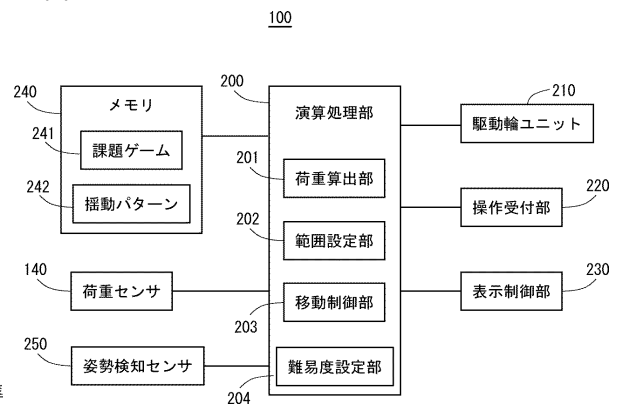 100
240
メモリ
241
課題ゲーム
242
揺動パターン
200
演算処理部
201
荷重算出部
202
範囲設定部
203
移動制御部
204
難易度設定部
210
駆動輪ユニット
220
操作受付部
230
表示制御部
140
荷重センサ
250
姿勢検知センサ